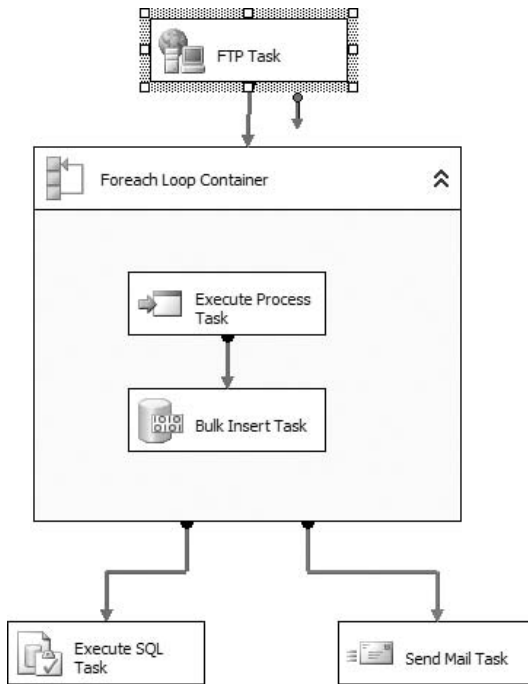 FTP Task
Foreach Loop Container
Execute Process
Task
Bulk Insert Task
Execute SQL
Task
Send Mail Task